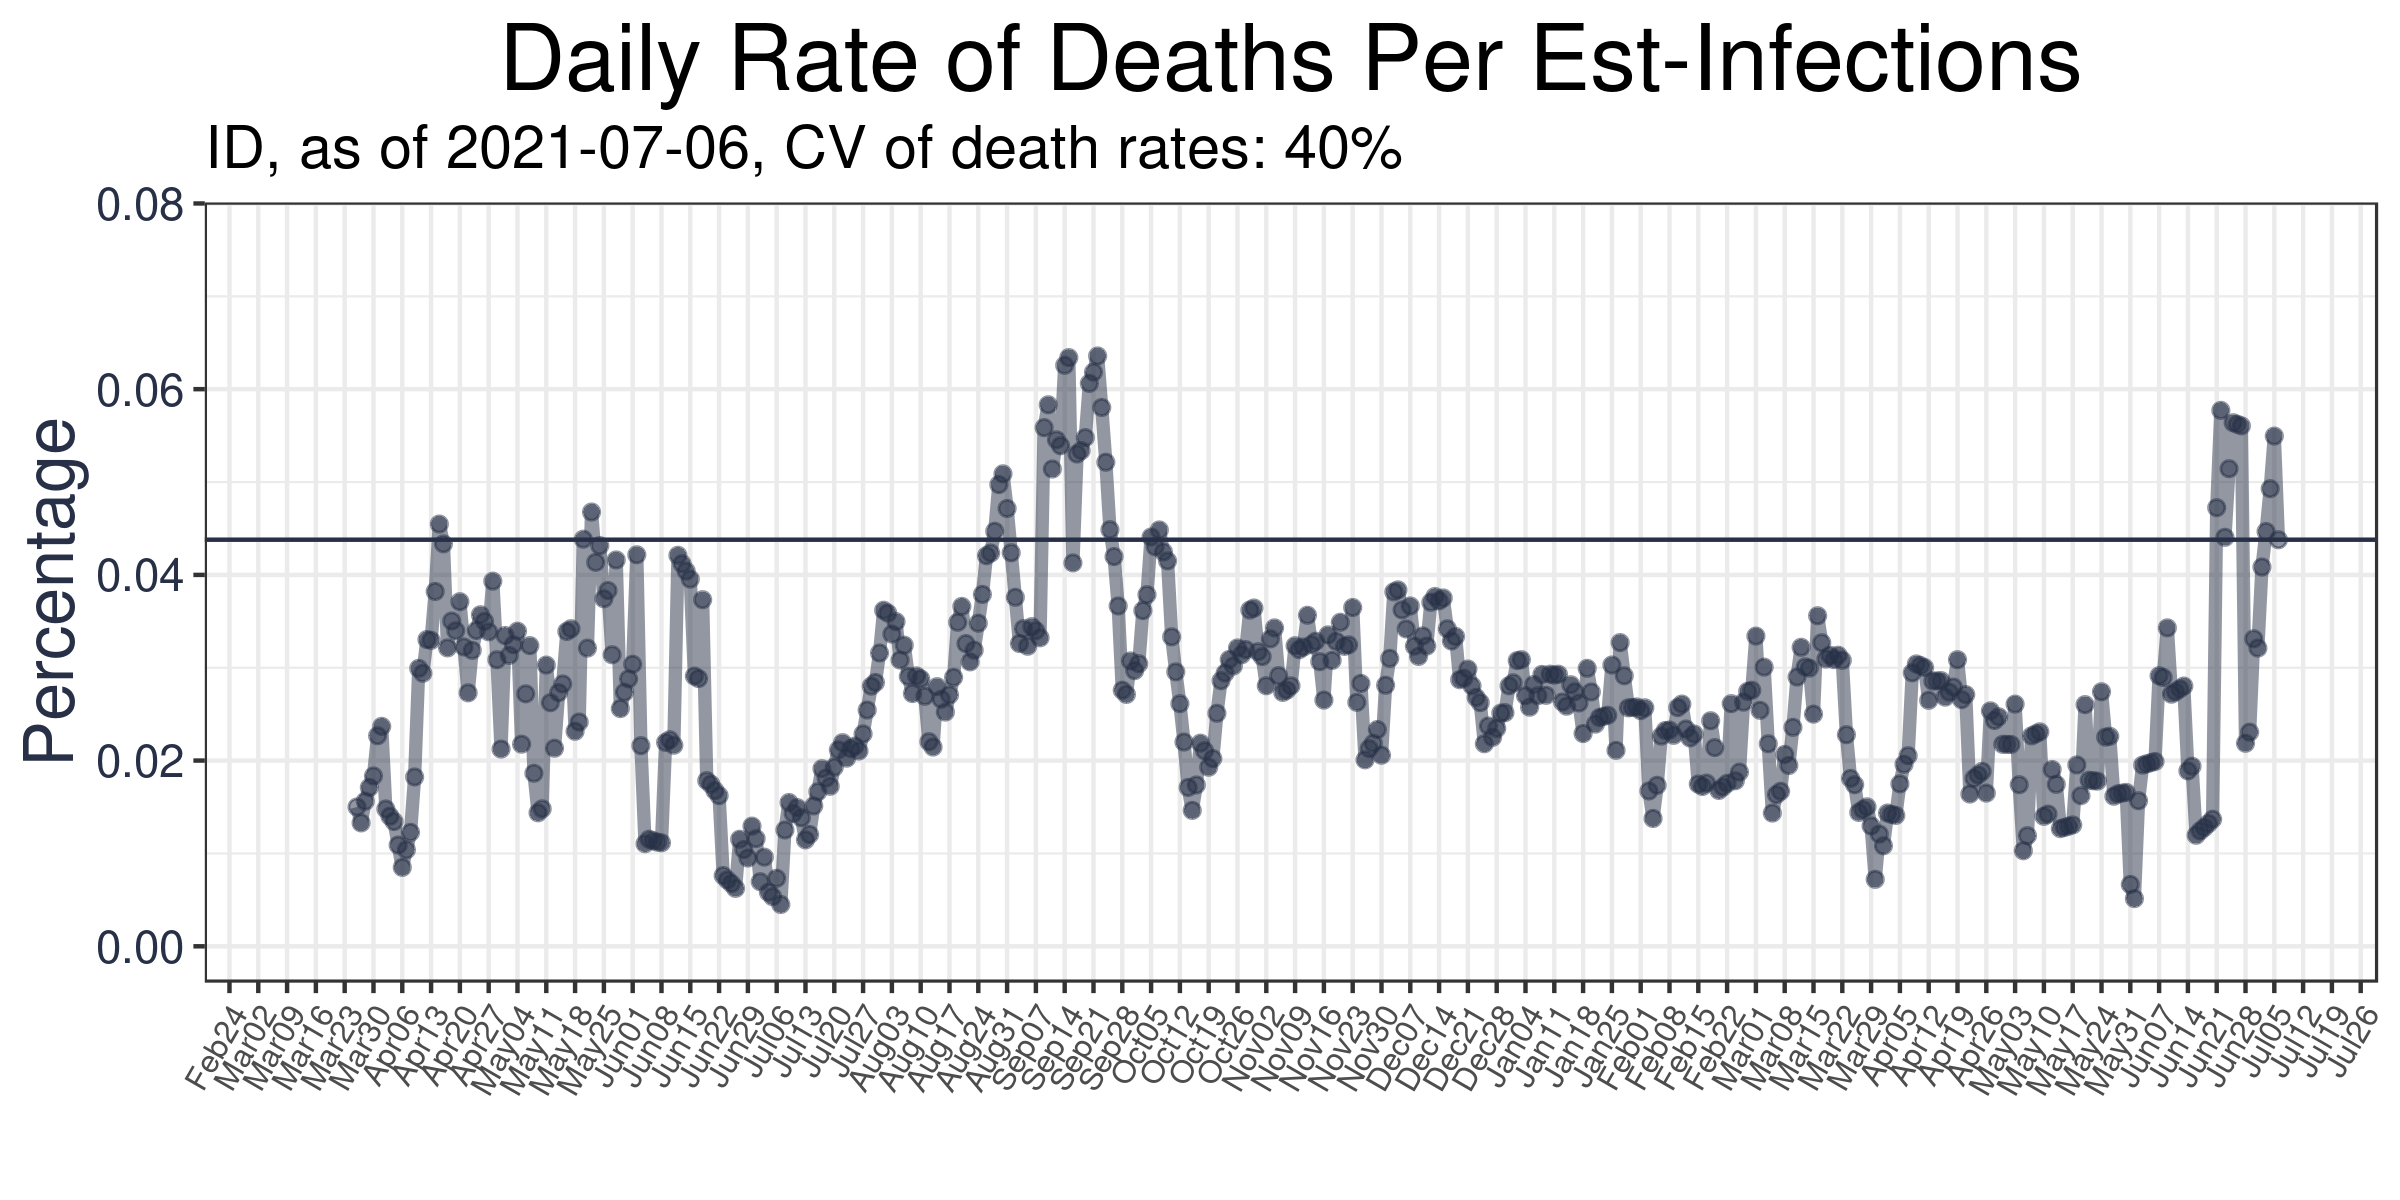 Daily Rate of Deaths Per Est-Infections
ID, as of 2021-07-06, CV of death rates: 40%
Percentage
0.08
0.06
0.04
0.02
0.00
Feb24
Mar02
Mar09
Mar16
Mar23
Mar30
Apr06
Apr13
Apr20
Apr27
May04
May11
May18
May25
Jun01
Jun08
Jun15
Jun22
Jun29
Jul06
Jul13
Jul20
Jul27
Aug03
Aug10
Aug17
Aug24
Aug31
Sep07
Sep14
Sep21
Sep28
Oct05
Oct12
Oct19
Oct26
Nov02
Nov09
Nov16
Nov23
Nov30
Dec07
Dec14
Dec21
Dec28
Jan04
Jan11
Jan18
Jan25
Feb01
Feb08
Feb15
Feb22
Mar01
Mar08
Mar15
Mar22
Mar29
Apr05
Apr12
Apr19
Apr26
May03
May10
May17
May24
May31
Jun07
Jun14
Jun21
Jun28
Jul05
Jul12
Jul19
Jul26